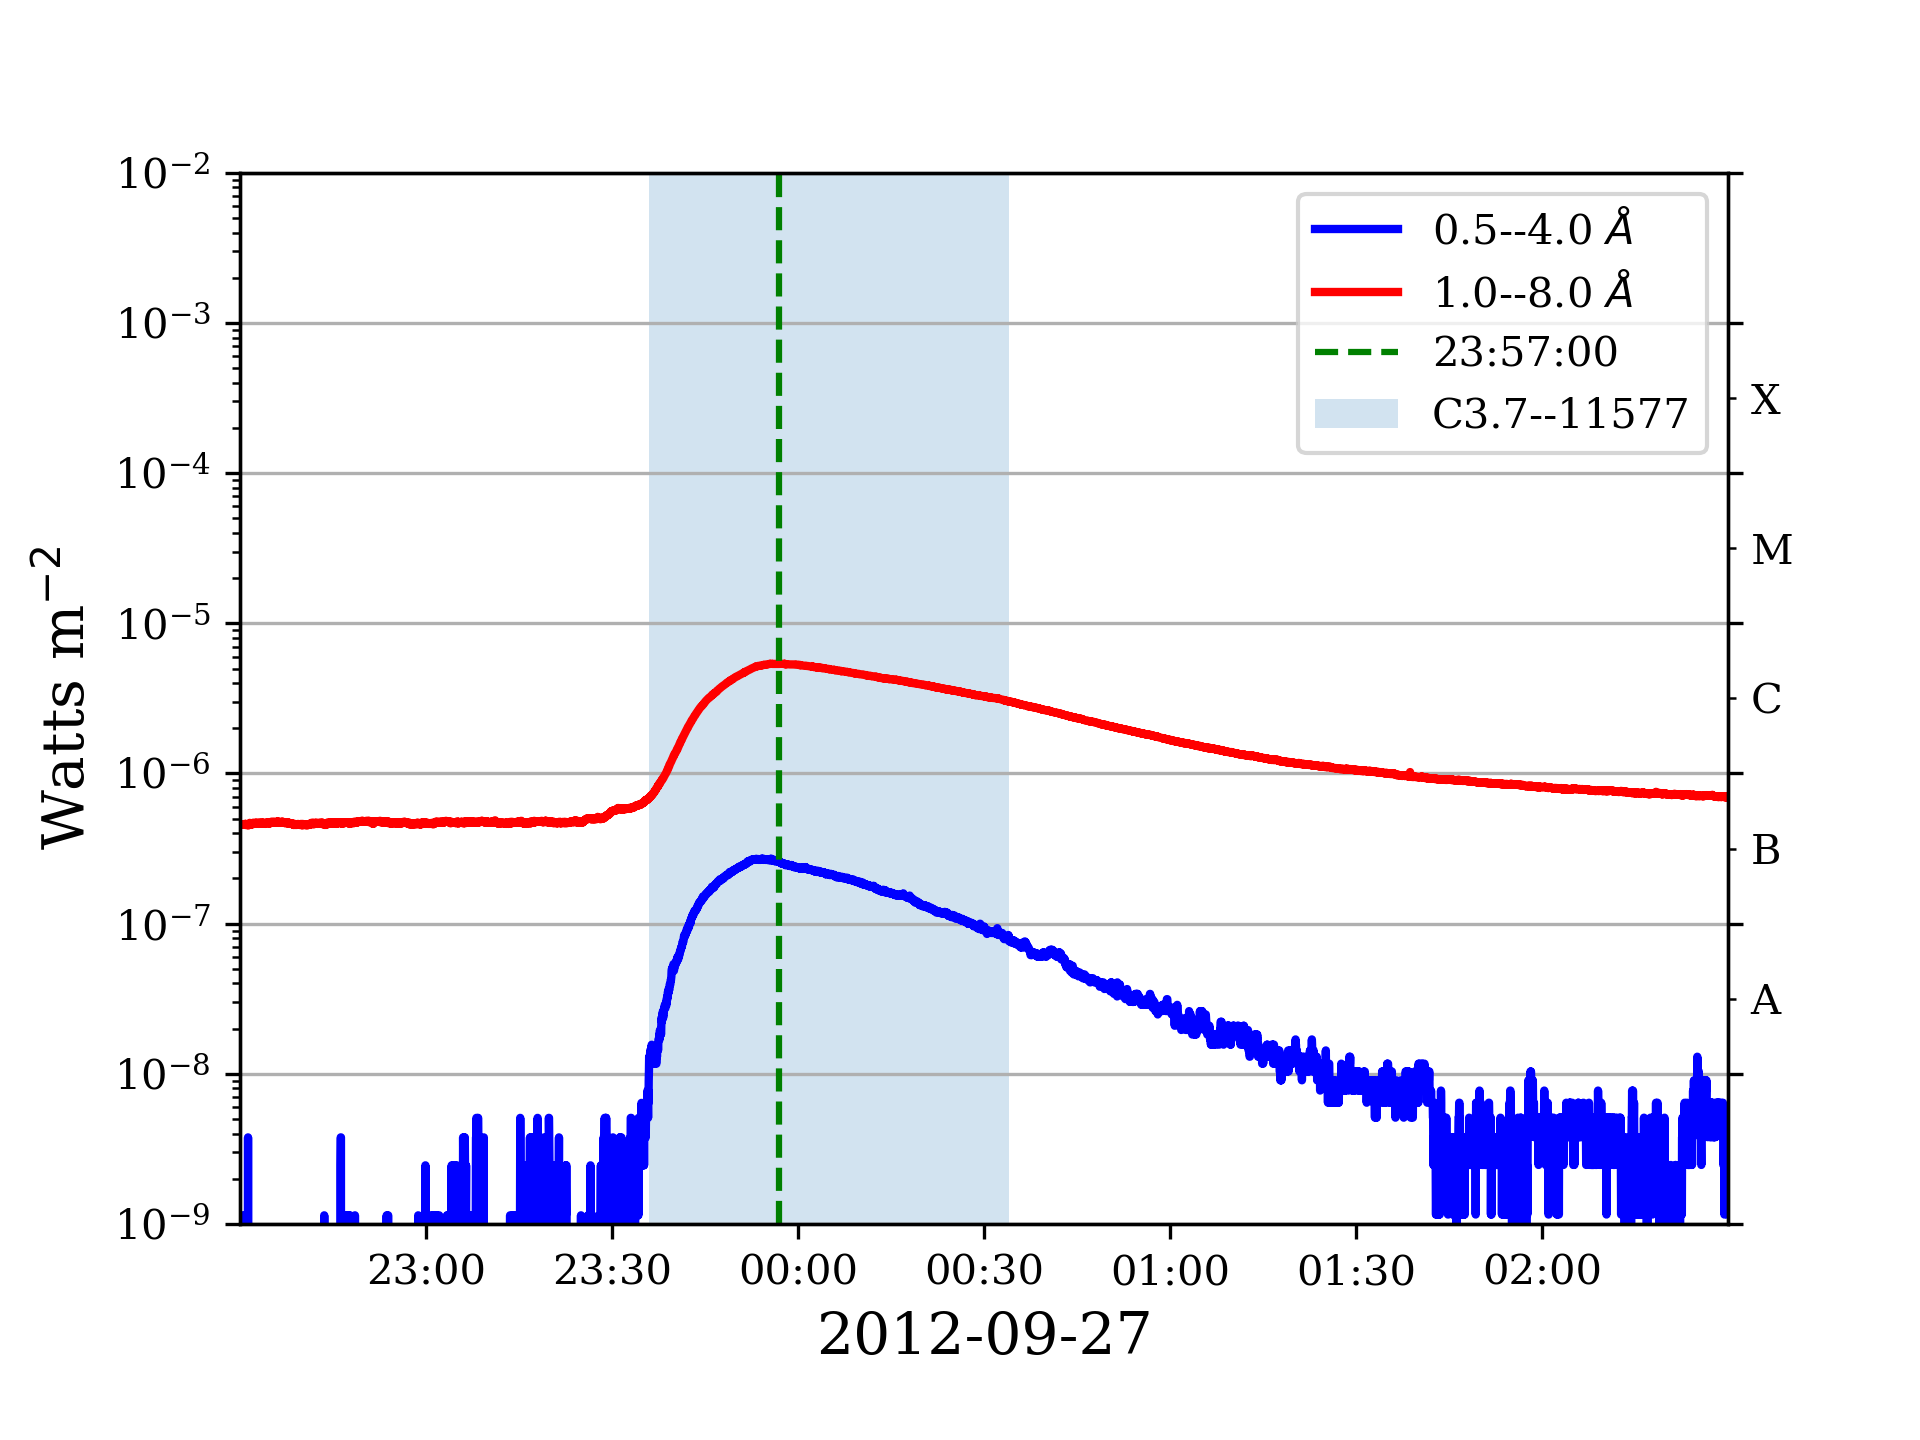 10⁻²
10⁻³
10⁻⁴
10⁻⁵
10⁻⁶
10⁻⁷
10⁻⁸
10⁻⁹
Watts m⁻²
0.5--4.0 Å
1.0--8.0 Å
23:57:00
C3.7--11577
X
M
C
B
A
23:00 23:30 00:00 00:30 01:00 01:30 02:00
2012-09-27